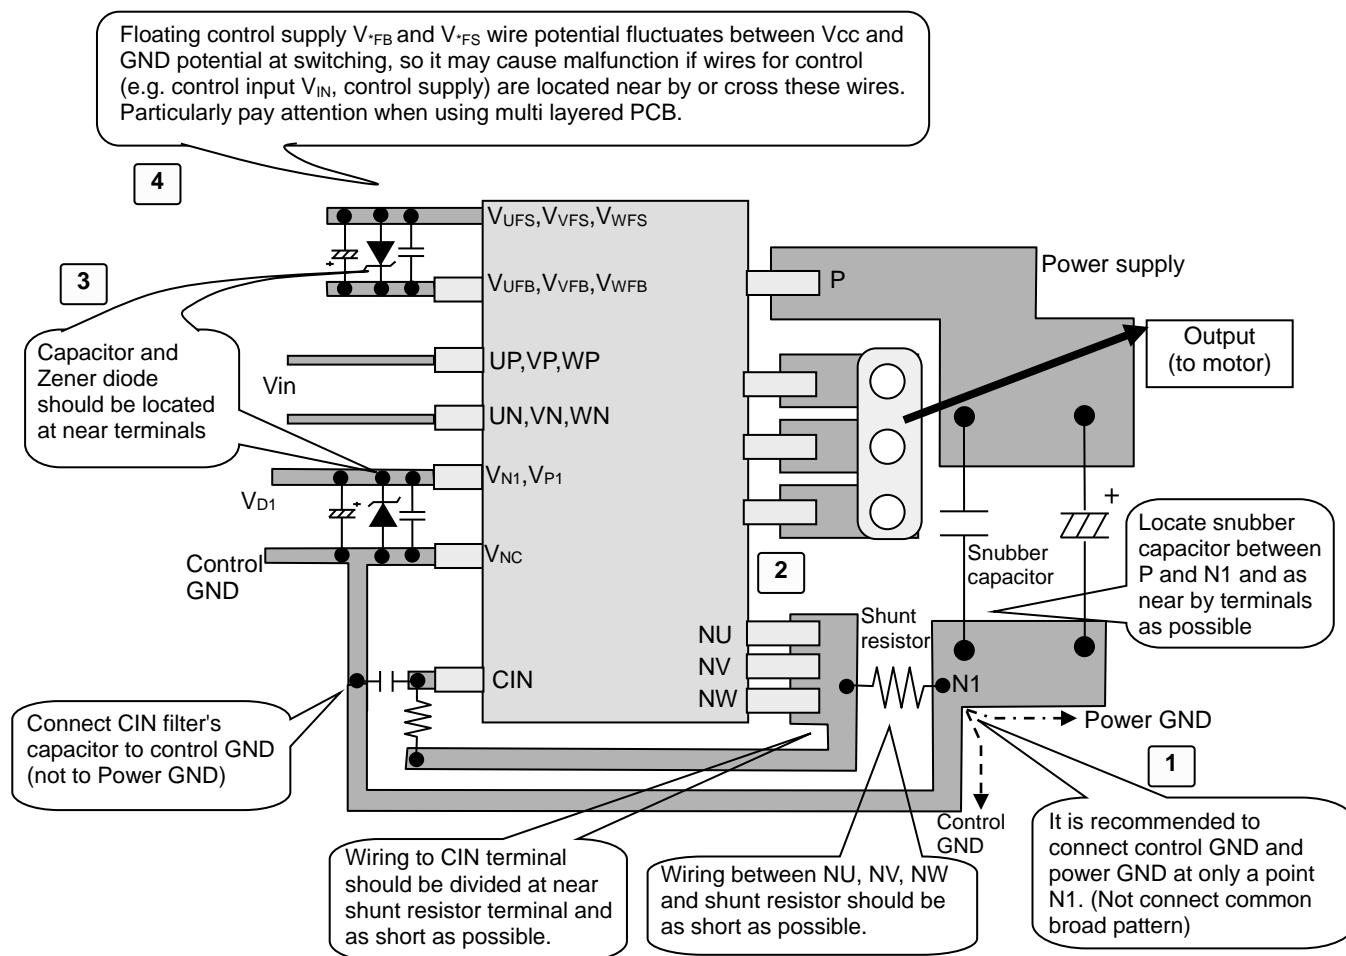 Floating control supply V*FB and V*FS wire potential fluctuates between Vcc and
GND potential at switching, so it may cause malfunction if wires for control
(e.g. control input VIN, control supply) are located near by or cross these wires.
Particularly pay attention when using multi layered PCB.
4
VUFS,VVFS,VWFS
+
3
VUFB,VVFB,VWFB
P
Power supply
Capacitor and
Zener diode
should be located
at near terminals
UP,VP,WP
Vin
UN,VN,WN
Output
(to motor)
VN1,VP1
VD1
+
VNC
Control
GND
2
Snubber
capacitor
+
Locate snubber
capacitor between
P and N1 and as
near by terminals
as possible
NU
NV
NW
Shunt
resistor
N1
CIN
Connect CIN filter's
capacitor to control GND
(not to Power GND)
Power GND
1
Control
GND
Wiring to CIN terminal
should be divided at near
shunt resistor terminal and
as short as possible.
Wiring between NU, NV, NW
and shunt resistor should be
as short as possible.
It is recommended to
connect control GND and
power GND at only a point
N1. (Not connect common
broad pattern)